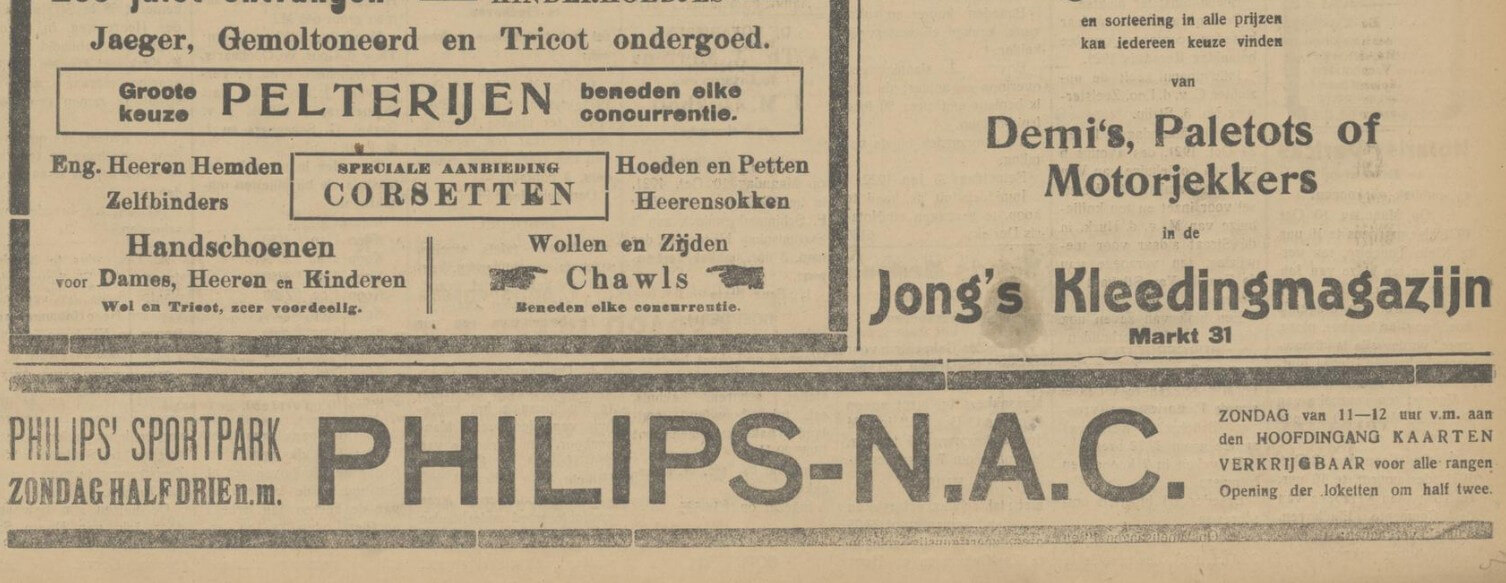 Jaeger, Gemoltoneerd en Tricot ondergoed.
Groote keuze PELTERIJEN beneden elke concurrentie.
Eng. Heeren Hemden
Zelfbinders
SPECIALE AANBIEDING
CORSETTEN
Hoeden en Petten
Heerensokken
Handschoenen
voor Dames, Heeren en Kinderen
Wol en Tricot, zeer voordeelig.
Wollen en Zijden
Chawls
Beneden elke concurrentie.
en sorteering in alle prijzen
kan iedereen keuze vinden
van
Demi's, Paletots of
Motorjekkers
in de
Jong's Kleedingmagazijn
Markt 31
PHILIPS' SPORTPARK
ZONDAG HALF DRIE n.m.
PHILIPS-N.A.C.
ZONDAG van 11—12 uur v.m. aan
den HOOFDINGANG KAARTEN
VERKRIJGBAAR voor alle rangen
Opening der loketten om half twee.